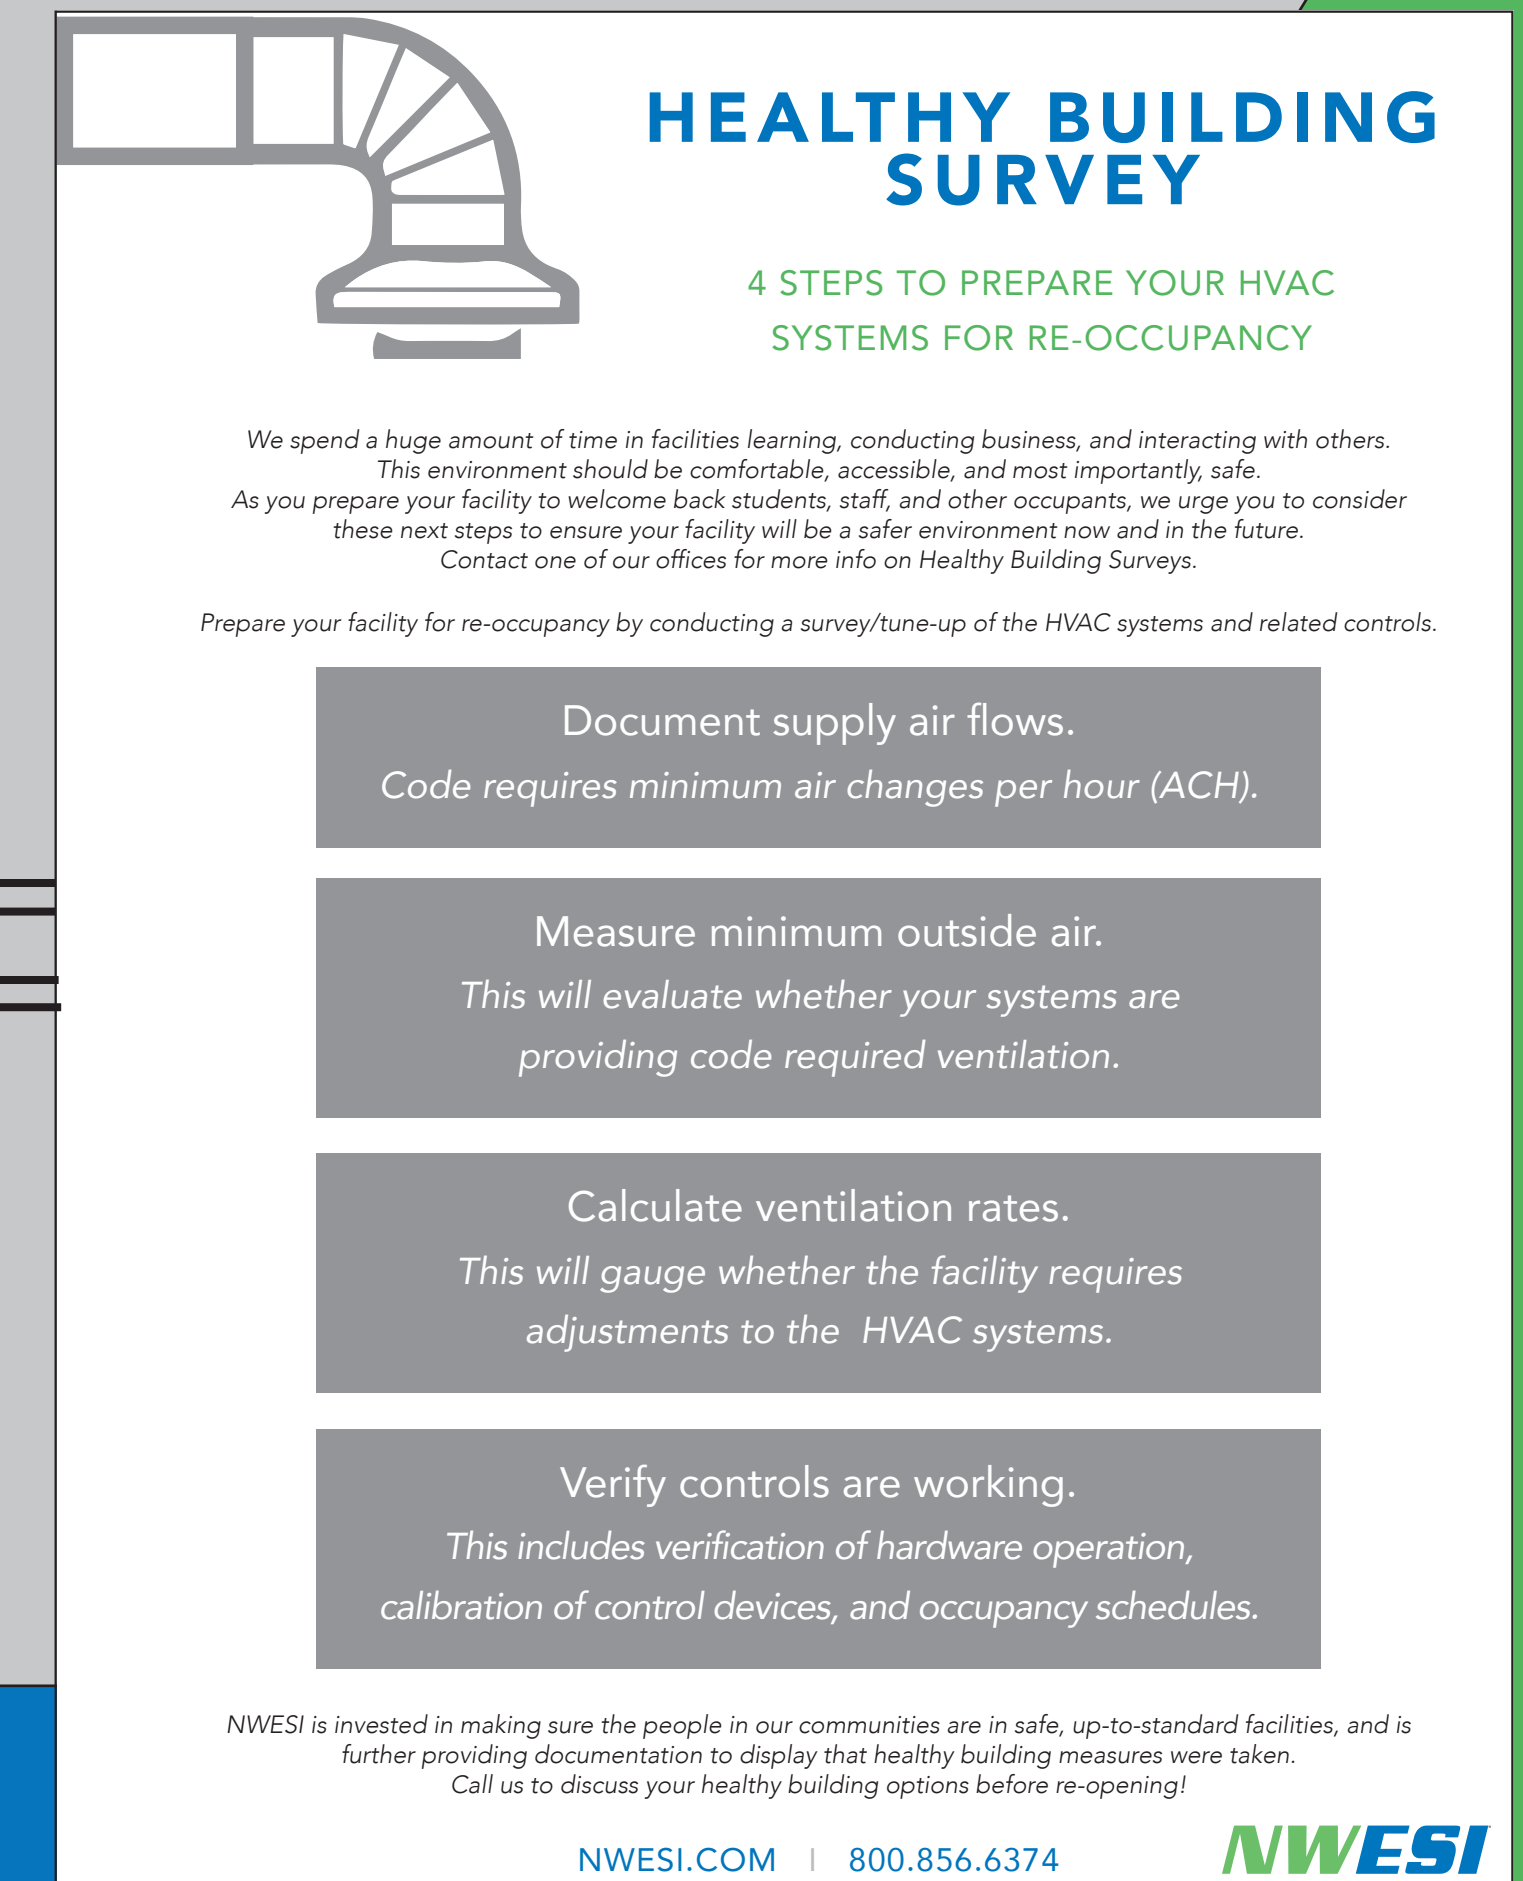 HEALTHY BUILDING
SURVEY
4 STEPS TO PREPARE YOUR HVAC
SYSTEMS FOR RE-OCCUPANCY
We spend a huge amount of time in facilities learning, conducting business, and interacting with others.
This environment should be comfortable, accessible, and most importantly, safe.
As you prepare your facility to welcome back students, staff, and other occupants, we urge you to consider
these next steps to ensure your facility will be a safer environment now and in the future.
Contact one of our offices for more info on Healthy Building Surveys.
Prepare your facility for re-occupancy by conducting a survey/tune-up of the HVAC systems and related controls.
Document supply air flows.
Code requires minimum air changes per hour (ACH).
Measure minimum outside air.
This will evaluate whether your systems are
providing code required ventilation.
Calculate ventilation rates.
This will gauge whether the facility requires
adjustments to the  HVAC systems.
Verify controls are working.
This includes verification of hardware operation,
calibration of control devices, and occupancy schedules.
NWESI is invested in making sure the people in our communities are in safe, up-to-standard facilities, and is
further providing documentation to display that healthy building measures were taken.
Call us to discuss your healthy building options before re-opening!
NWESI.COM | 800.856.6374
NWESI